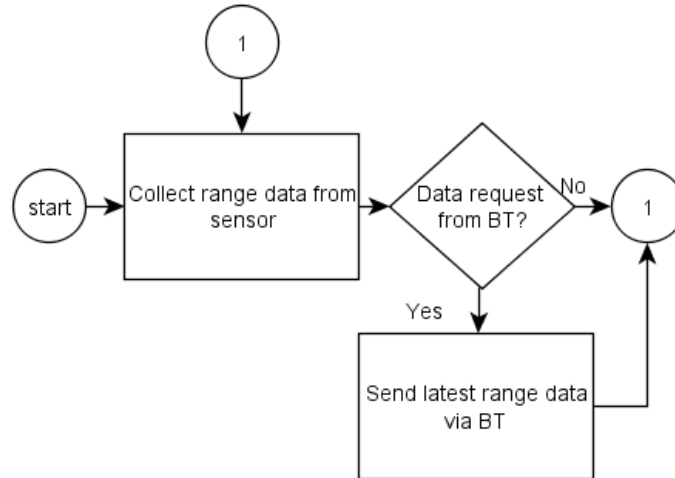 1
start
Collect range data from
sensor
Data request
from BT?
No
1
Yes
Send latest range data
via BT